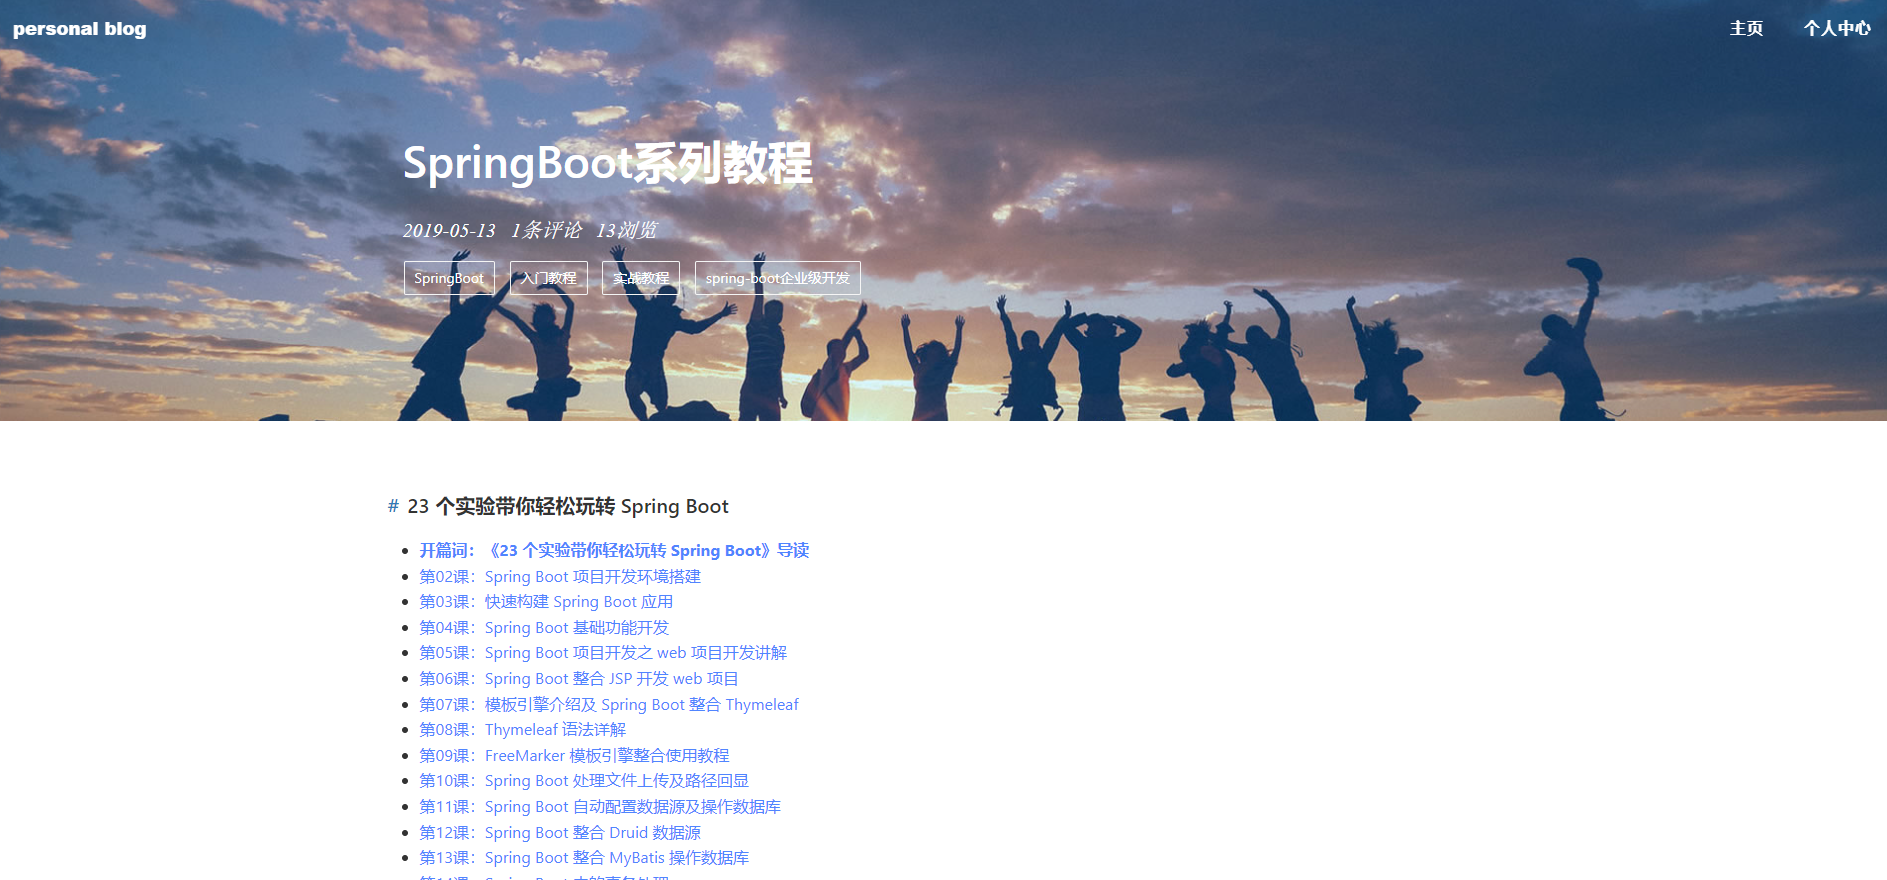 personal blog
主页 个人中心
SpringBoot系列教程
2019-05-13 1条评论 13浏览
SpringBoot 入门教程 实战教程 spring-boot企业级开发
# 23 个实验带你轻松玩转 Spring Boot
开篇词：《23 个实验带你轻松玩转 Spring Boot》导读
第02课：Spring Boot 项目开发环境搭建
第03课：快速构建 Spring Boot 应用
第04课：Spring Boot 基础功能开发
第05课：Spring Boot 项目开发之 web 项目开发讲解
第06课：Spring Boot 整合 JSP 开发 web 项目
第07课：模板引擎介绍及 Spring Boot 整合 Thymeleaf
第08课：Thymeleaf 语法详解
第09课：FreeMarker 模板引擎整合使用教程
第10课：Spring Boot 处理文件上传及路径回显
第11课：Spring Boot 自动配置数据源及操作数据库
第12课：Spring Boot 整合 Druid 数据源
第13课：Spring Boot 整合 MyBatis 操作数据库